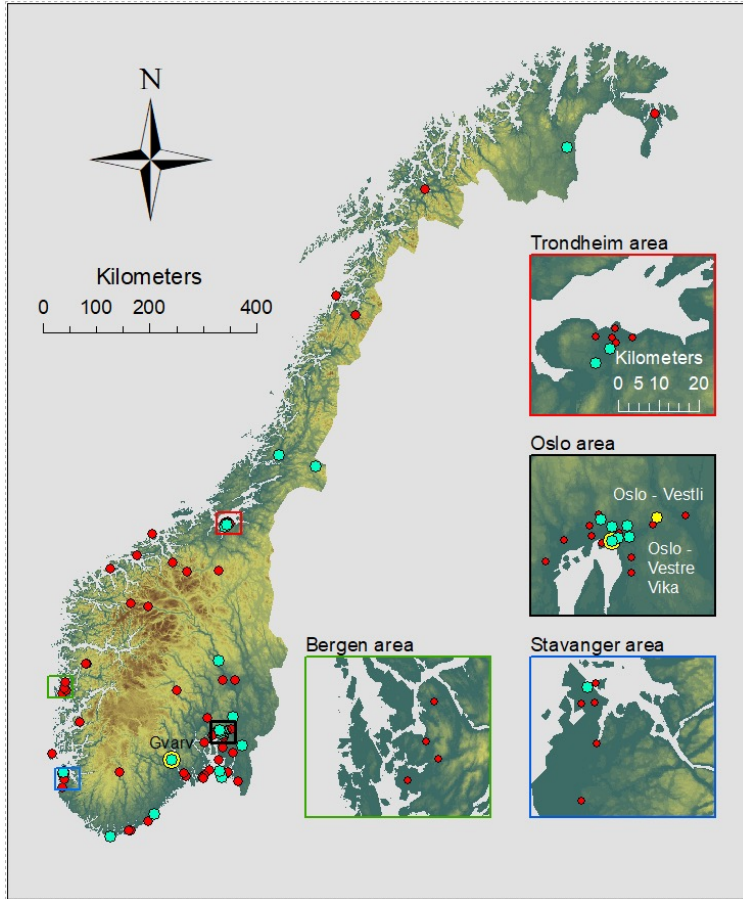 N
Kilometers
0 100 200 400
Trondheim area
Kilometers
0 5 10 20
Oslo area
Oslo - Vestli
Oslo -
Vestre
Vika
Bergen area
Stavanger area
Gvarv